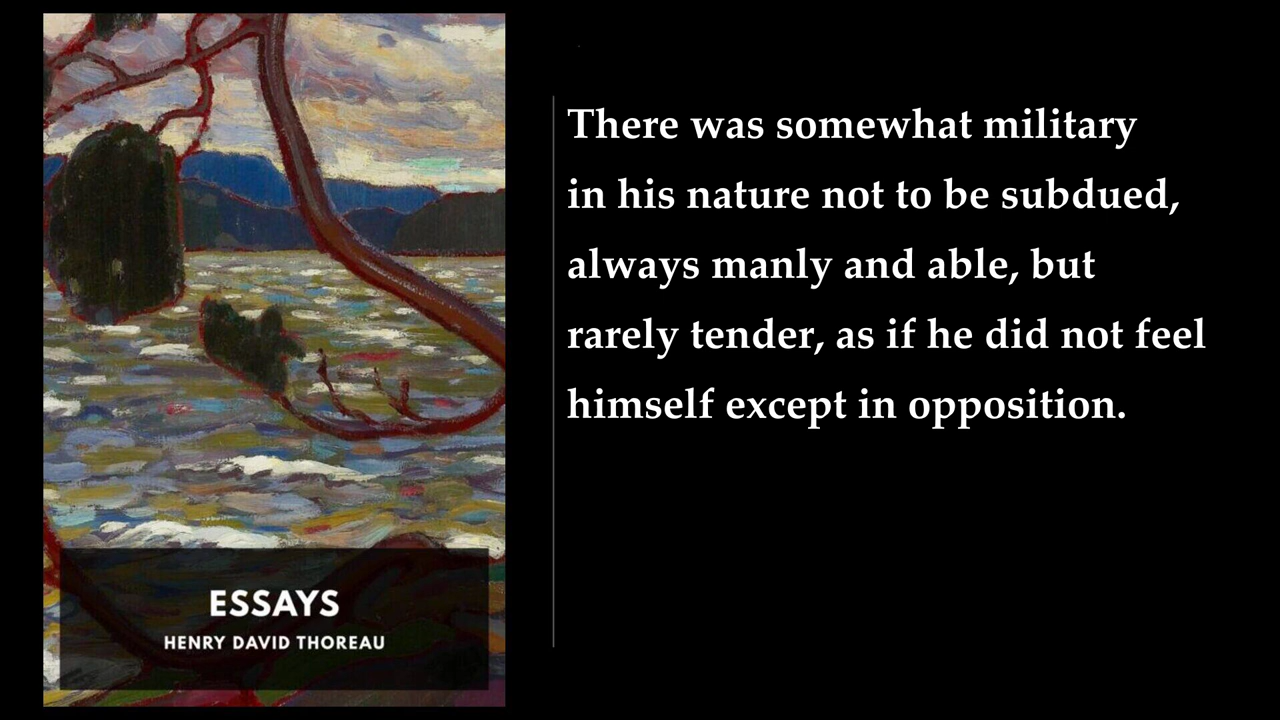 There was somewhat military
in his nature not to be subdued,
always manly and able, but
rarely tender, as if he did not feel
himself except in opposition.
ESSAYS
HENRY DAVID THOREAU